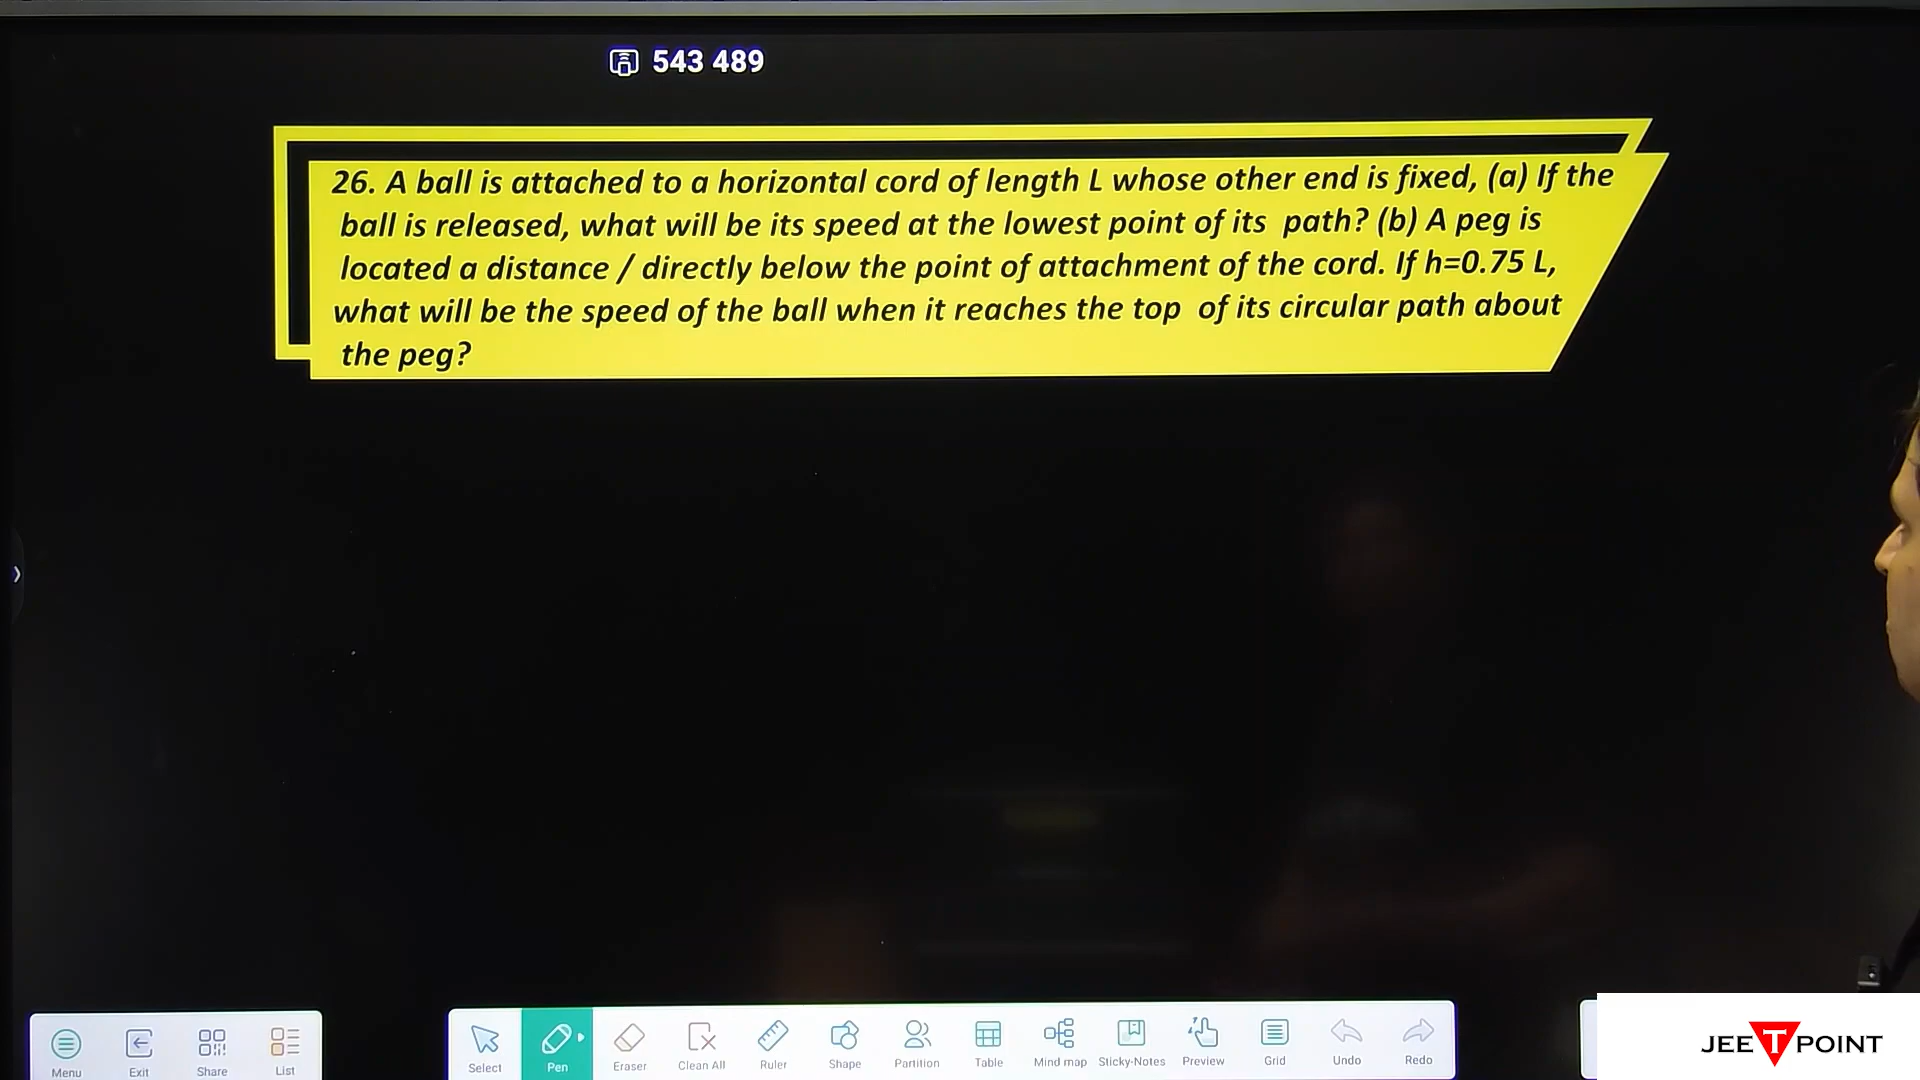 543 489
26. A ball is attached to a horizontal cord of length L whose other end is fixed, (a) If the
ball is released, what will be its speed at the lowest point of its path? (b) A peg is
located a distance / directly below the point of attachment of the cord. If h=0.75 L,
what will be the speed of the ball when it reaches the top of its circular path about
the peg?
Menu
Exit
Share
List
Select
Pen
Eraser
Clean All
Ruler
Shape
Partition
Table
Mind map
Sticky-Notes
Preview
Grid
Undo
Redo
JEE T POINT